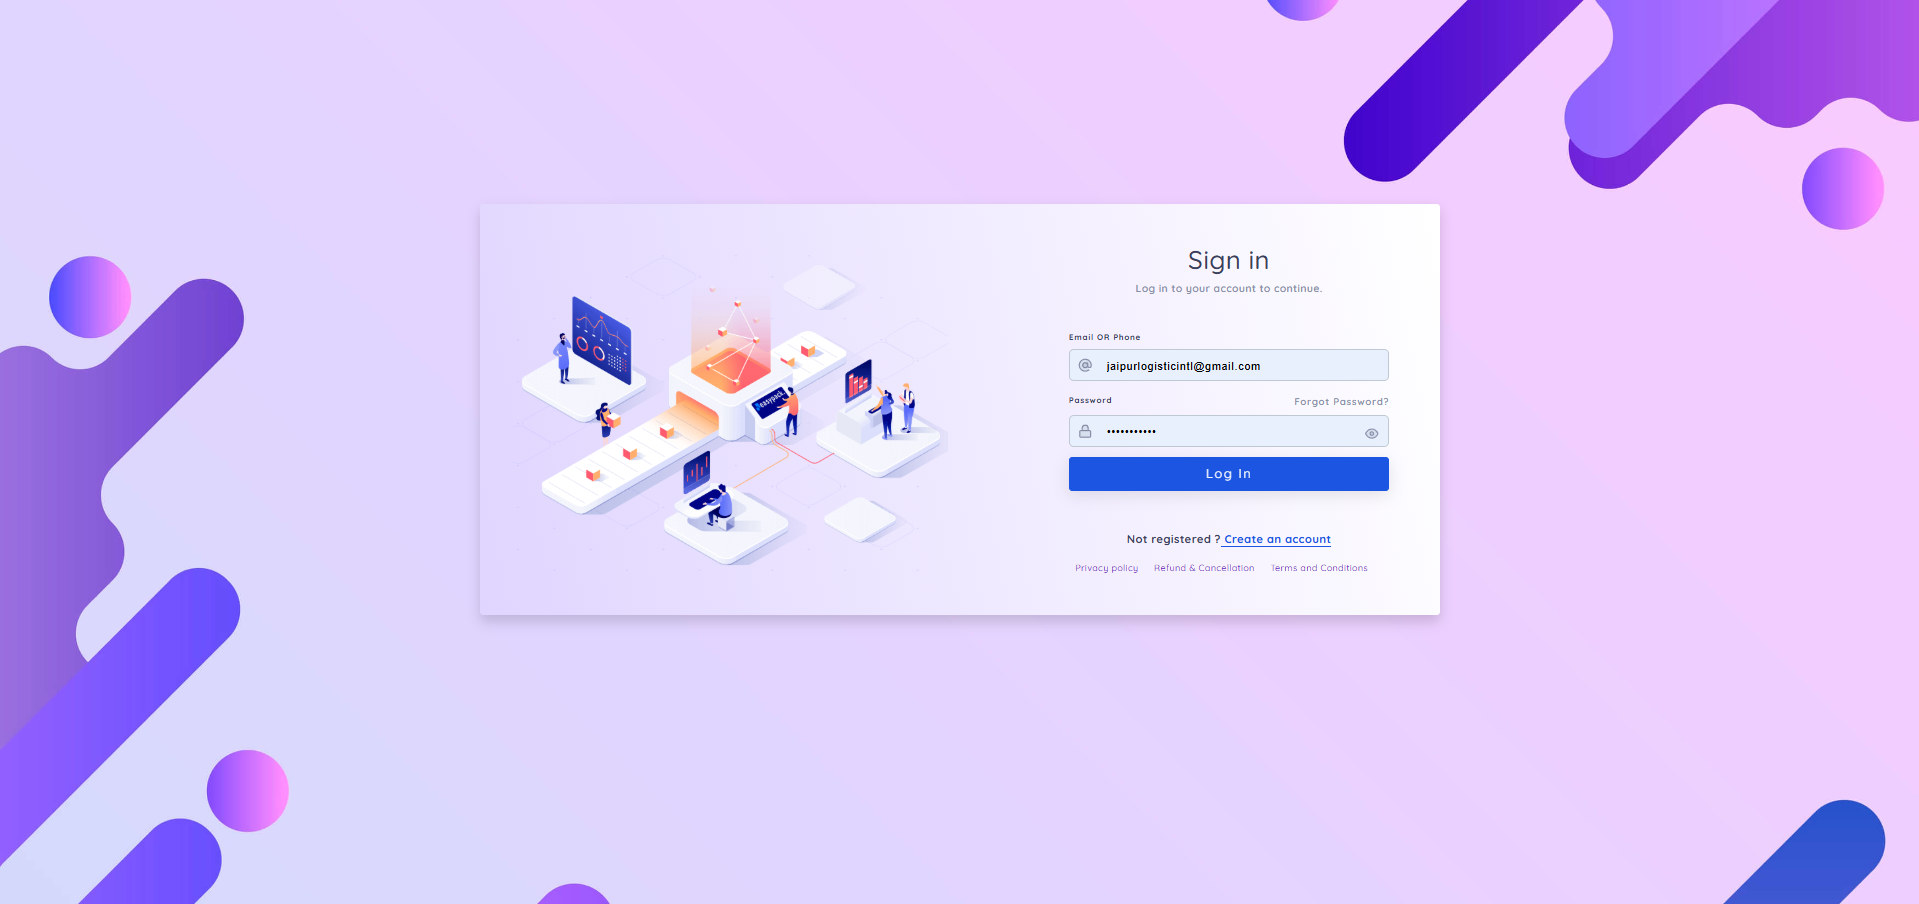 Sign in
Log in to your account to continue.
Email OR Phone
@ jaipurlogisticintl@gmail.com
Password Forgot Password?
•••••••••••
Log In
Not registered ? Create an account
Privacy policy Refund & Cancellation Terms and Conditions
easypack